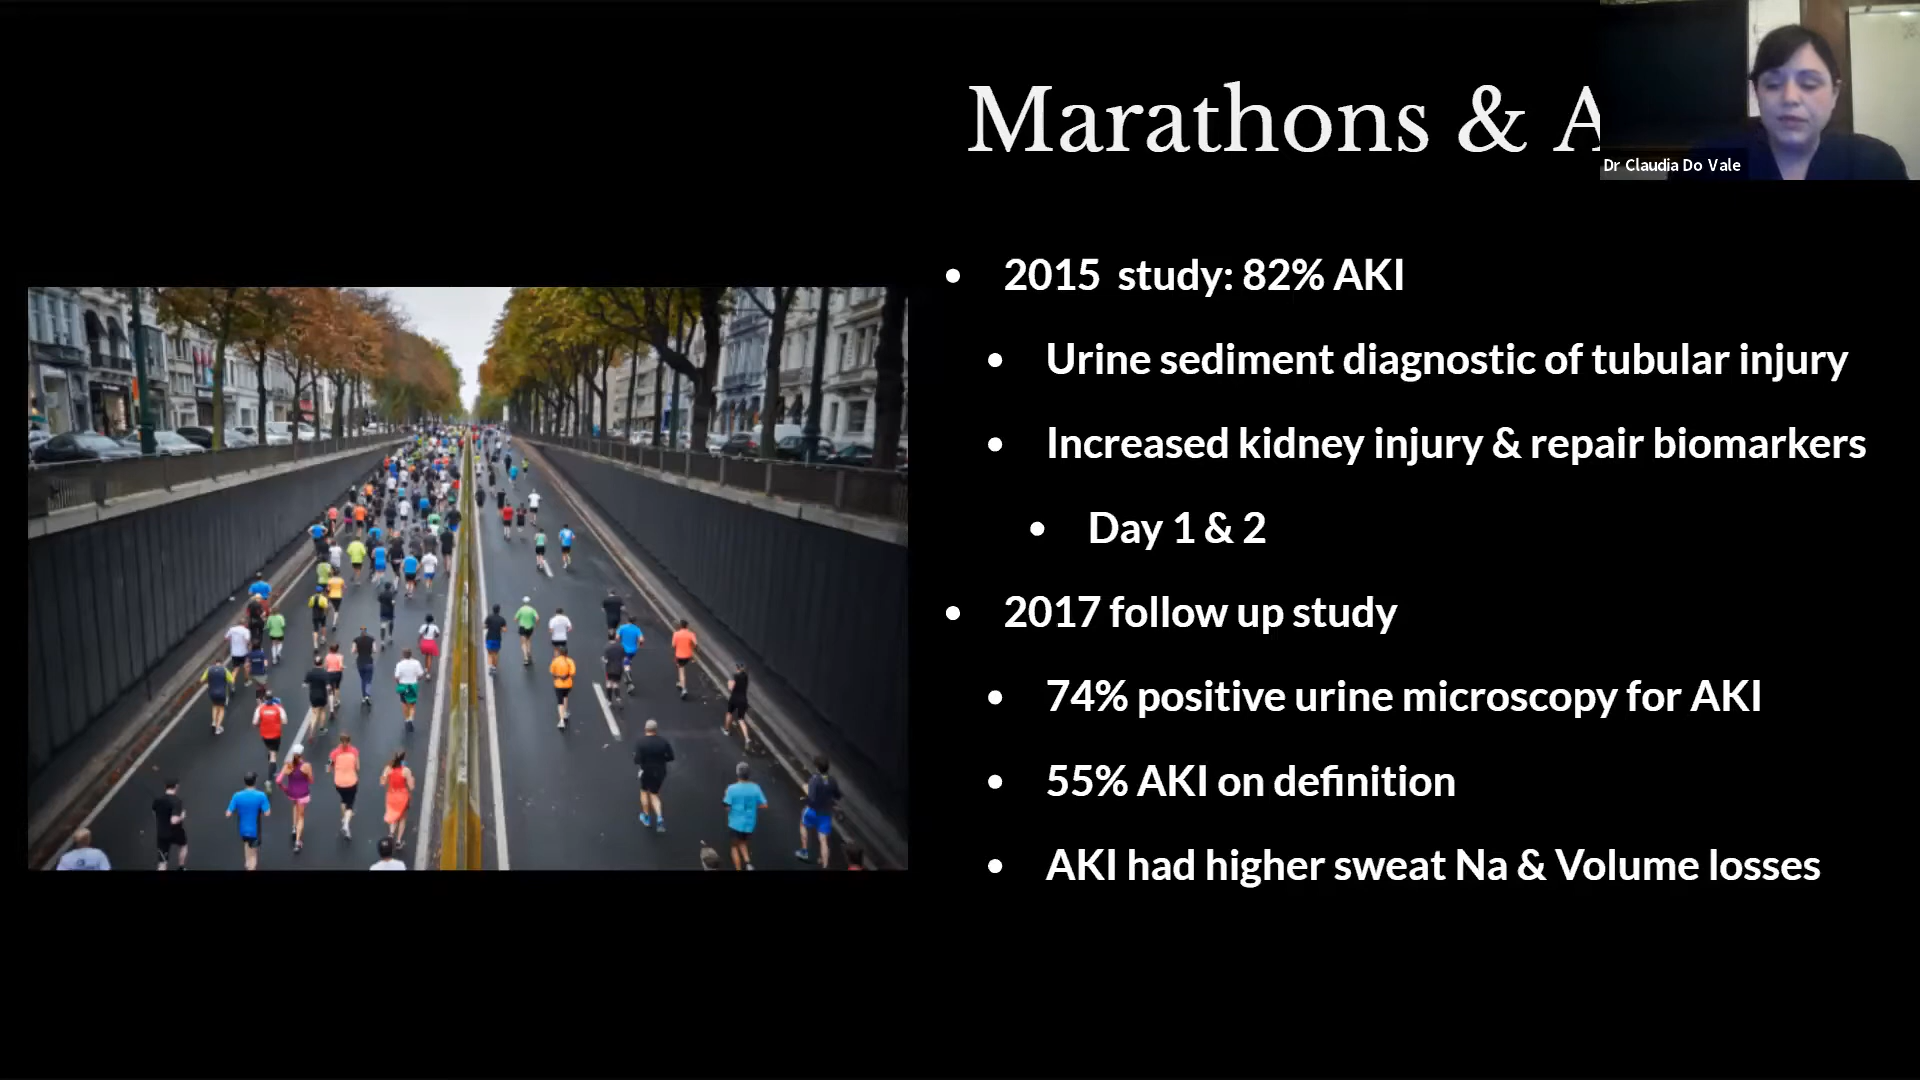 Marathons & A
Dr Claudia Do Vale
2015 study: 82% AKI
Urine sediment diagnostic of tubular injury
Increased kidney injury & repair biomarkers
Day 1 & 2
2017 follow up study
74% positive urine microscopy for AKI
55% AKI on definition
AKI had higher sweat Na & Volume losses